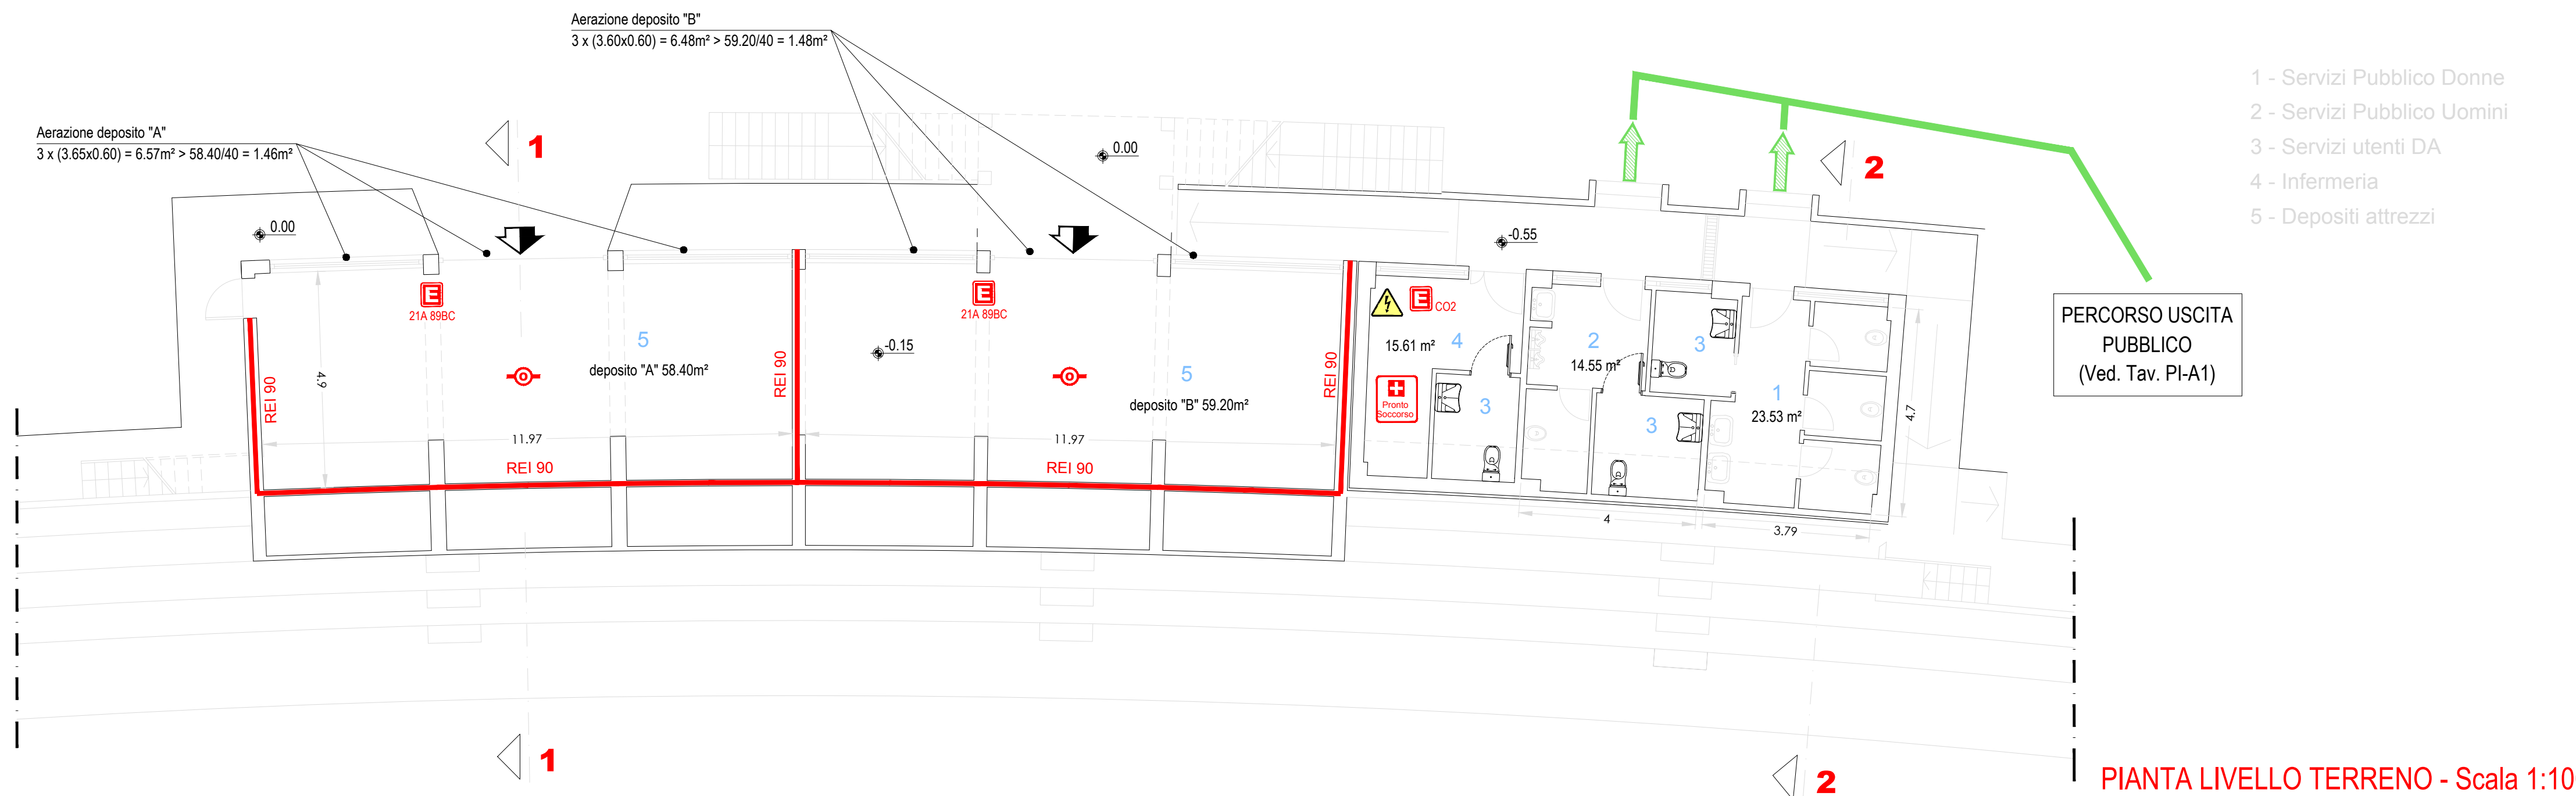 Aerazione deposito "B"
3 x (3.60x0.60) = 6.48m² > 59.20/40 = 1.48m²
Aerazione deposito "A"
3 x (3.65x0.60) = 6.57m² > 58.40/40 = 1.46m²
1
0.00
2
1 - Servizi Pubblico Donne
2 - Servizi Pubblico Uomini
3 - Servizi utenti DA
4 - Infermeria
5 - Depositi attrezzi
0.00
-0.55
E
21A 89BC
E
21A 89BC
E
CO2
PERCORSO USCITA
PUBBLICO
(Ved. Tav. PI-A1)
5
deposito "A" 58.40m²
-0.15
5
deposito "B" 59.20m²
15.61 m²
4
2
14.55 m²
3
1
23.53 m²
3
3
Pronto
Soccorso
4.9
4.7
REI 90
REI 90
REI 90
11.97
REI 90
11.97
REI 90
4
3.79
1
2
PIANTA LIVELLO TERRENO - Scala 1:10